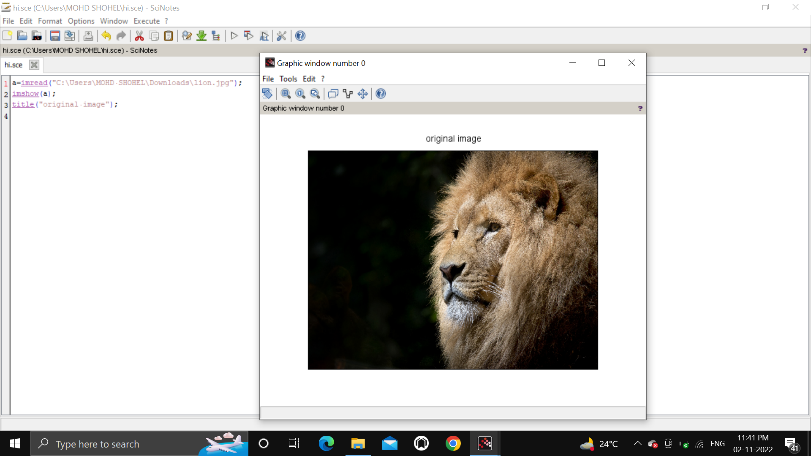 hi.sce (C:\Users\MOHD SHOHEL\hi.sce) - SciNotes
File Edit Format Options Window Execute ?
hi.sce (C:\Users\MOHD SHOHEL\hi.sce) - SciNotes ?
hi.sce
1 a=imread("C:\Users\MOHD-SHOHEL\Downloads\lion.jpg");
2 imshow(a);
3 title("original-image");
4
Graphic window number 0
File Tools Edit ?
Graphic window number 0 ?
original image
Type here to search
24°C
ENG
11:41 PM
02-11-2022
41